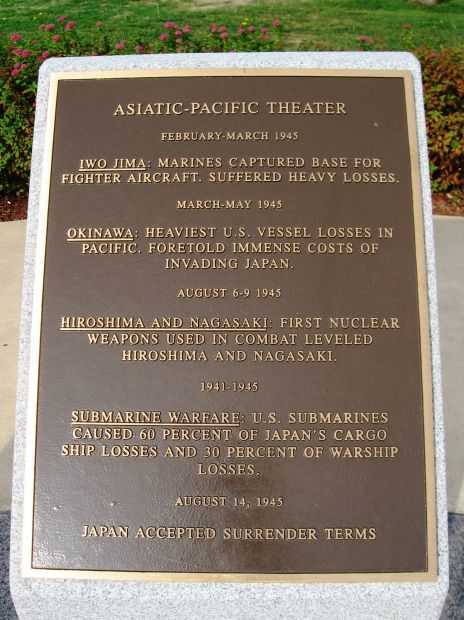 ASIATIC-PACIFIC THEATER
FEBRUARY-MARCH 1945
IWO JIMA: MARINES CAPTURED BASE FOR
FIGHTER AIRCRAFT. SUFFERED HEAVY LOSSES.
MARCH-MAY 1945
OKINAWA: HEAVIEST U.S. VESSEL LOSSES IN
PACIFIC. FORETOLD IMMENSE COSTS OF
INVADING JAPAN.
AUGUST 6-9 1945
HIROSHIMA AND NAGASAKI: FIRST NUCLEAR
WEAPONS USED IN COMBAT LEVELED
HIROSHIMA AND NAGASAKI.
1941-1945
SUBMARINE WARFARE: U.S. SUBMARINES
CAUSED 60 PERCENT OF JAPAN'S CARGO
SHIP LOSSES AND 30 PERCENT OF WARSHIP
LOSSES.
AUGUST 14, 1945
JAPAN ACCEPTED SURRENDER TERMS